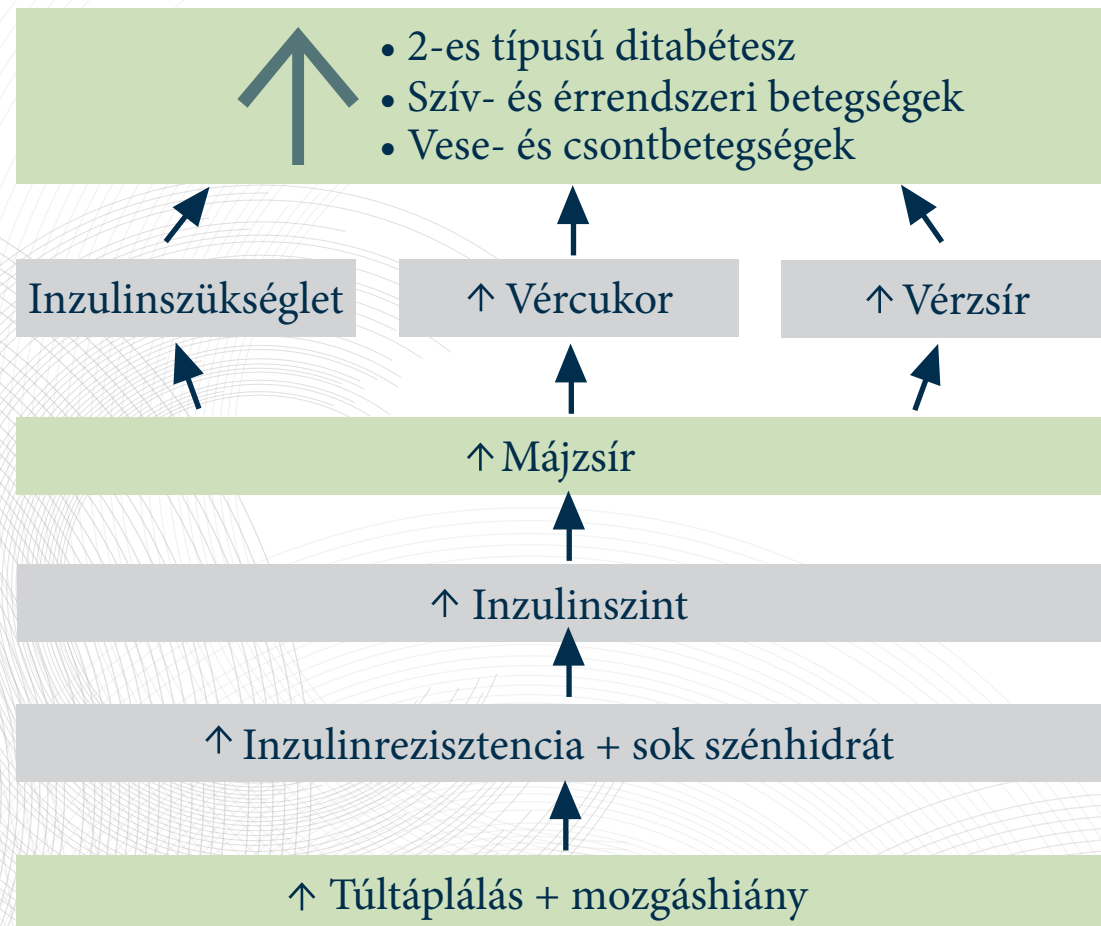 • 2-es típusú ditabétesz
• Szív- és érrendszeri betegségek
• Vese- és csontbetegségek
Inzulinszükséglet
↑ Vércukor
↑ Vérzsír
↑ Májzsír
↑ Inzulinszint
↑ Inzulinrezisztencia + sok szénhidrát
↑ Túltáplálás + mozgáshiány